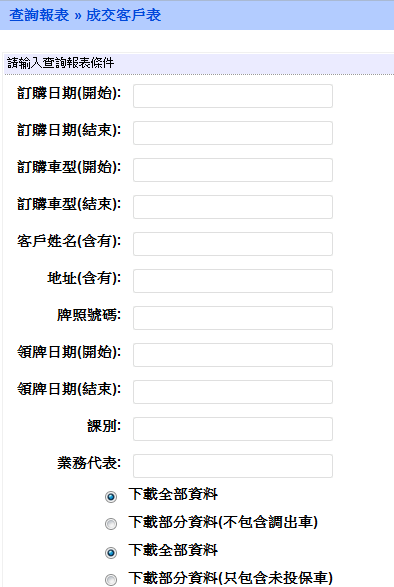 查詢報表 » 成交客戶表
請輸入查詢報表條件
訂購日期(開始):
訂購日期(結束):
訂購車型(開始):
訂購車型(結束):
客戶姓名(含有):
地址(含有):
牌照號碼:
領牌日期(開始):
領牌日期(結束):
課別:
業務代表:
下載全部資料
下載部分資料(不包含調出車)
下載全部資料
下載部分資料(只包含未投保車)